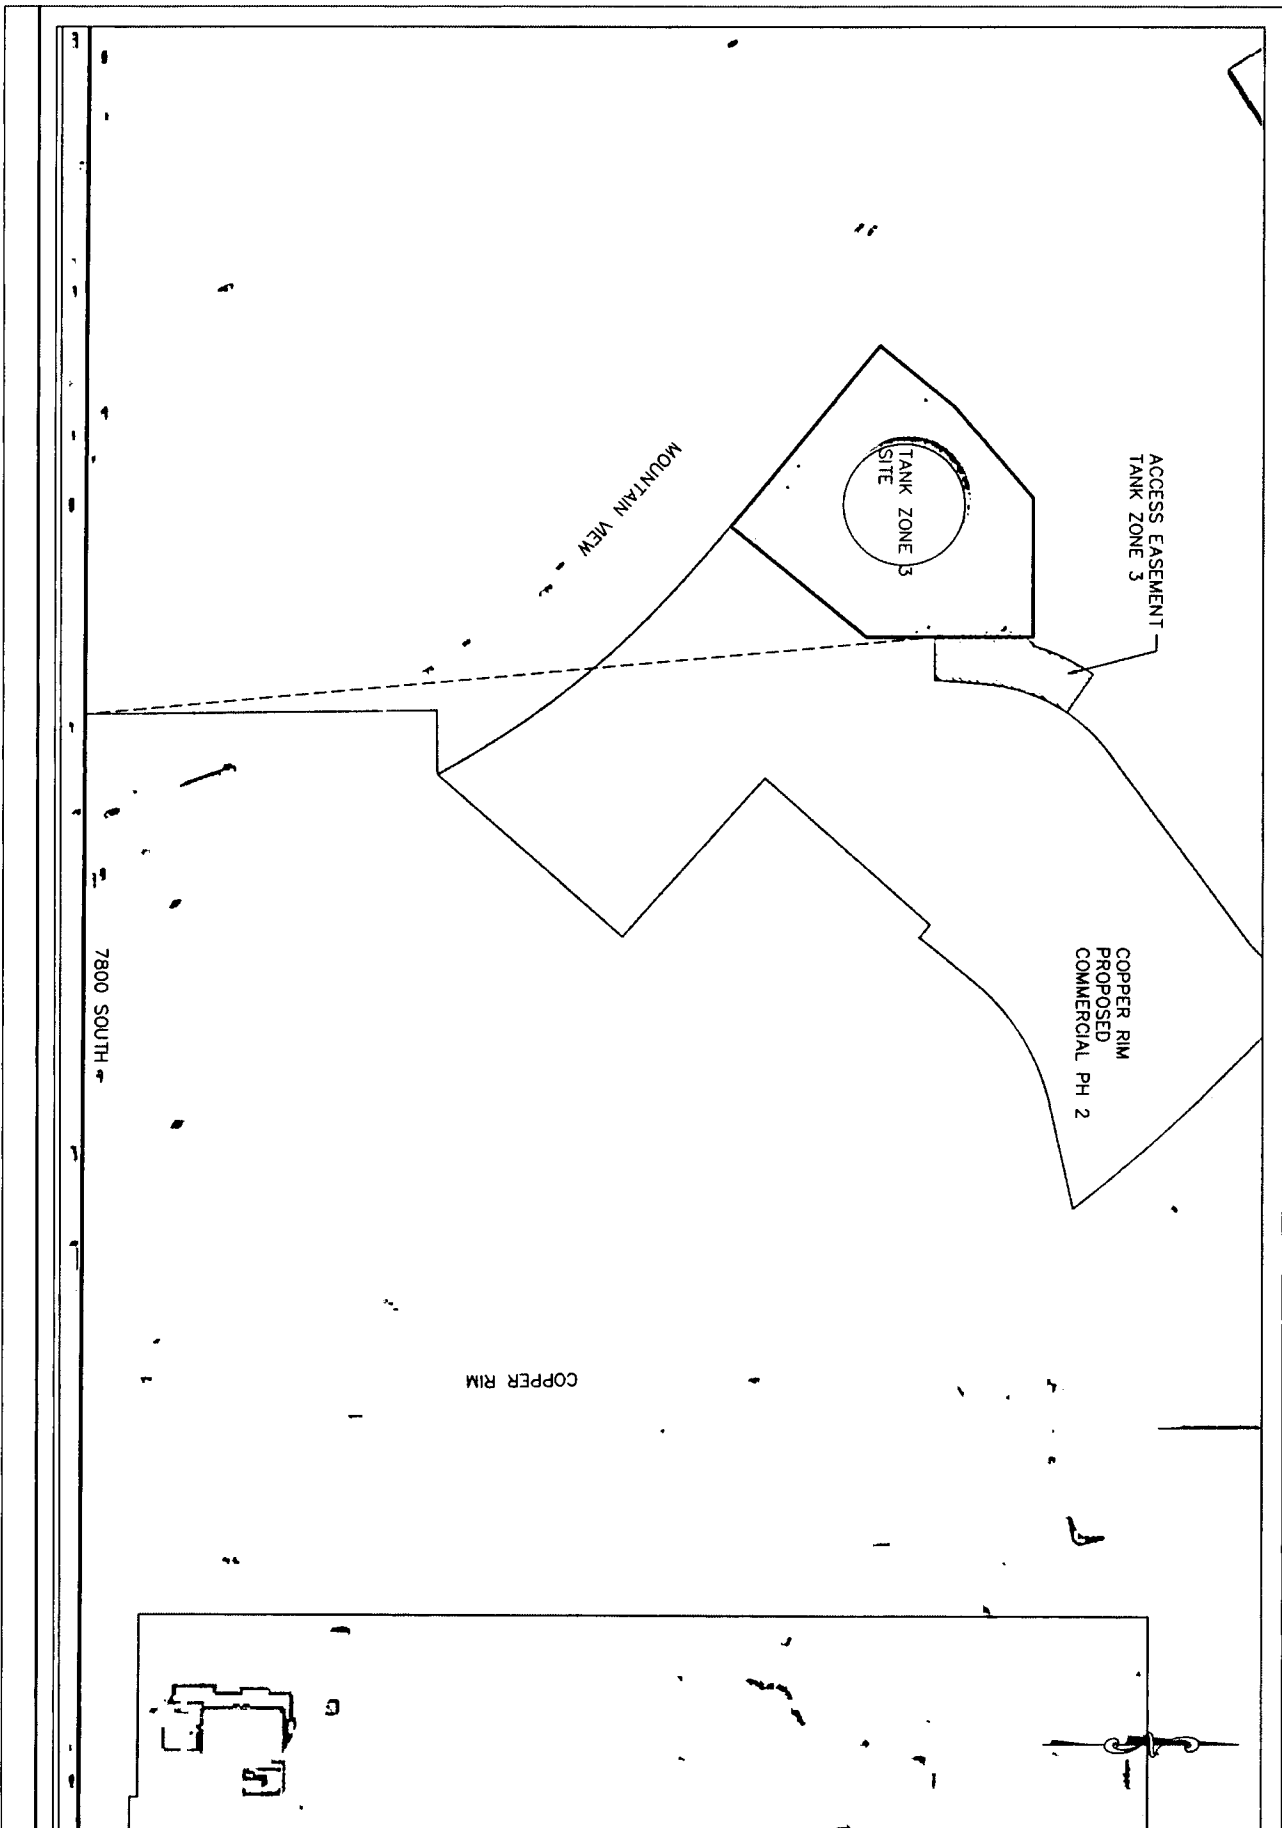 ACCESS EASEMENT
TANK ZONE 3
TANK ZONE 3
SITE
MOUNTAIN VIEW
COPPER RIM
PROPOSED
COMMERCIAL PH 2
7800 SOUTH
COPPER RIM